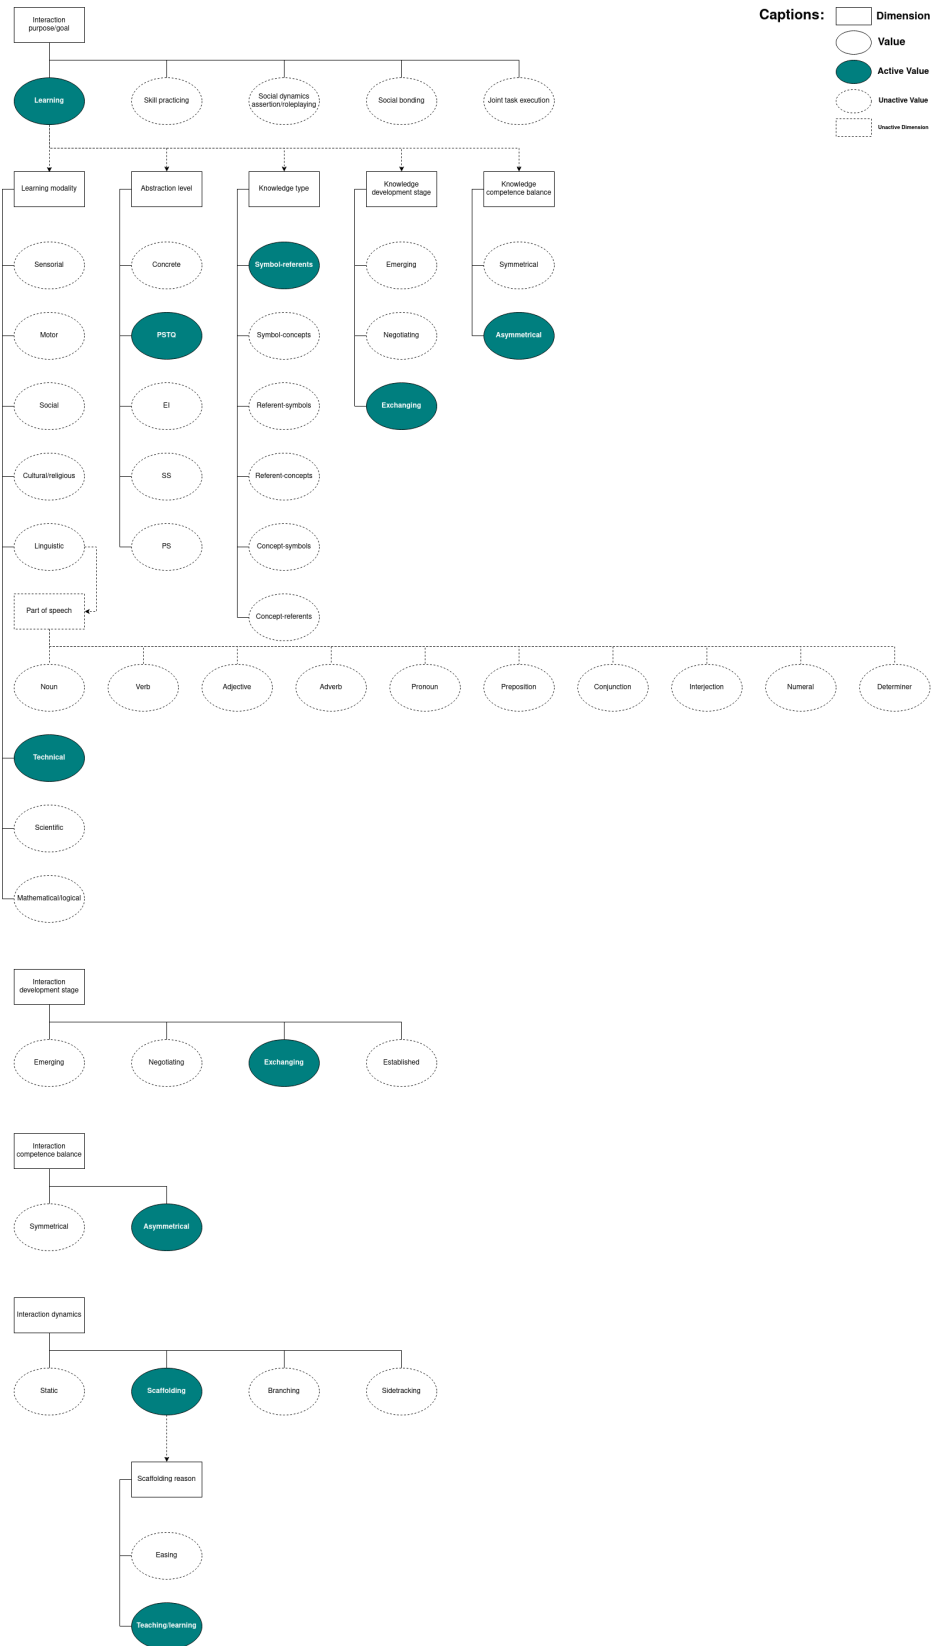 Interaction
purpose/goal
Captions:
Dimension
Value
Active Value
Unactive Value
Unactive Dimension
Learning
Skill practicing
Social dynamics
assertion/roleplaying
Social bonding
Joint task execution
Learning modality
Abstraction level
Knowledge type
Knowledge
development stage
Knowledge
competence balance
Sensorial
Concrete
Symbol-referents
Emerging
Symmetrical
Motor
PSTQ
Symbol-concepts
Negotiating
Asymmetrical
Social
EI
Referent-symbols
Exchanging
Cultural/religious
SS
Referent-concepts
Linguistic
PS
Concept-symbols
Part of speech
Concept-referents
Noun
Verb
Adjective
Adverb
Pronoun
Preposition
Conjunction
Interjection
Numeral
Determiner
Technical
Scientific
Mathematical/logical
Interaction
development stage
Emerging
Negotiating
Exchanging
Established
Interaction
competence balance
Symmetrical
Asymmetrical
Interaction dynamics
Static
Scaffolding
Branching
Sidetracking
Scaffolding reason
Easing
Teaching/learning